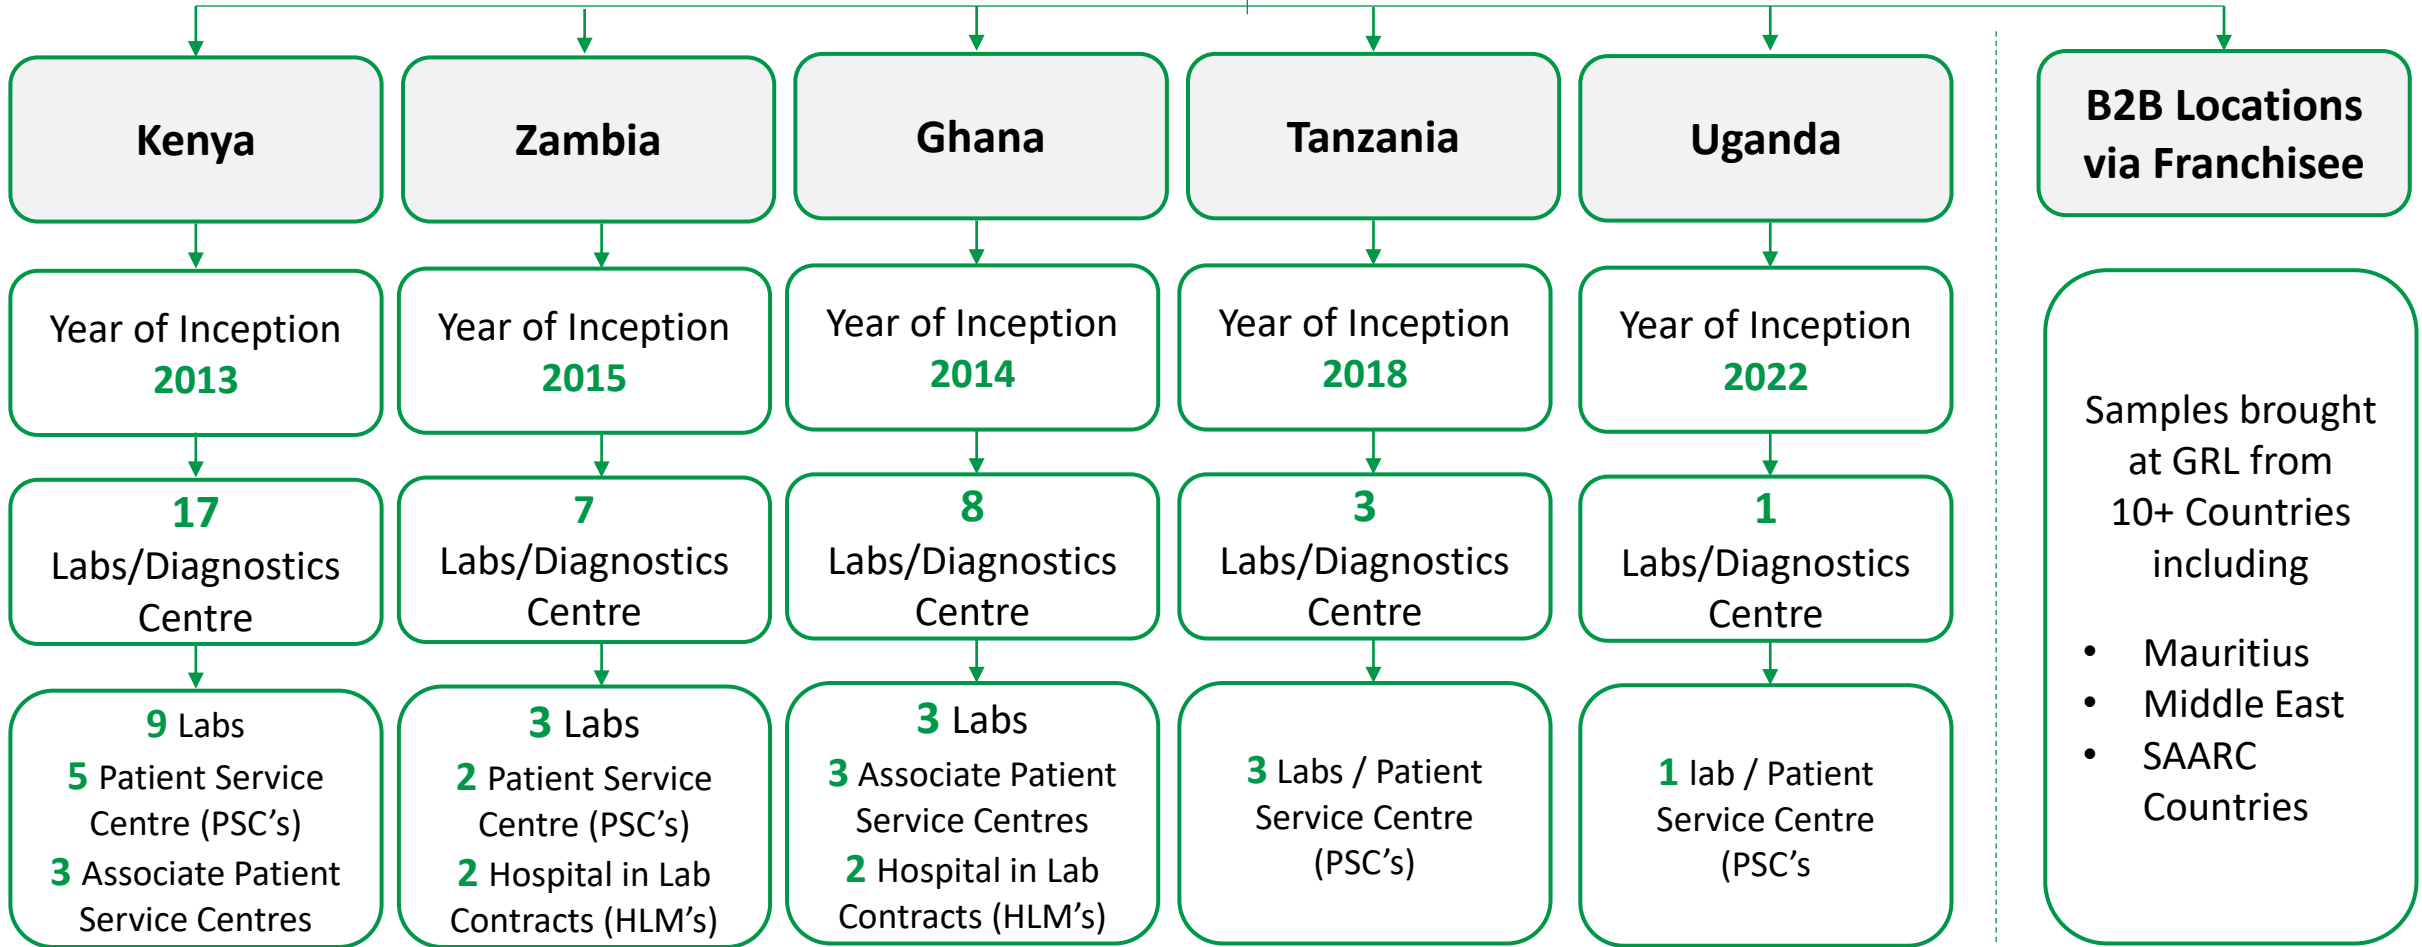 Kenya
Year of Inception
2013
17
Labs/Diagnostics
Centre
9 Labs
5 Patient Service
Centre (PSC’s)
3 Associate Patient
Service Centres
Zambia
Year of Inception
2015
7
Labs/Diagnostics
Centre
3 Labs
2 Patient Service
Centre (PSC’s)
2 Hospital in Lab
Contracts (HLM’s)
Ghana
Year of Inception
2014
8
Labs/Diagnostics
Centre
3 Labs
3 Associate Patient
Service Centres
2 Hospital in Lab
Contracts (HLM’s)
Tanzania
Year of Inception
2018
3
Labs/Diagnostics
Centre
3 Labs / Patient
Service Centre
(PSC’s)
Uganda
Year of Inception
2022
1
Labs/Diagnostics
Centre
1 lab / Patient
Service Centre
(PSC’s
B2B Locations
via Franchisee
Samples brought
at GRL from
10+ Countries
including
• Mauritius
• Middle East
• SAARC
Countries